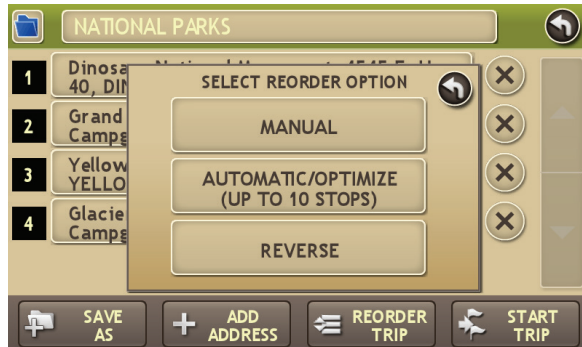 NATIONAL PARKS
1
Dinosa
40, DIN
2
Grand
Campg
3
Yellow
YELLO
4
Glacie
Campg
SELECT REORDER OPTION
MANUAL
AUTOMATIC/OPTIMIZE
(UP TO 10 STOPS)
REVERSE
SAVE
AS
ADD
ADDRESS
REORDER
TRIP
START
TRIP